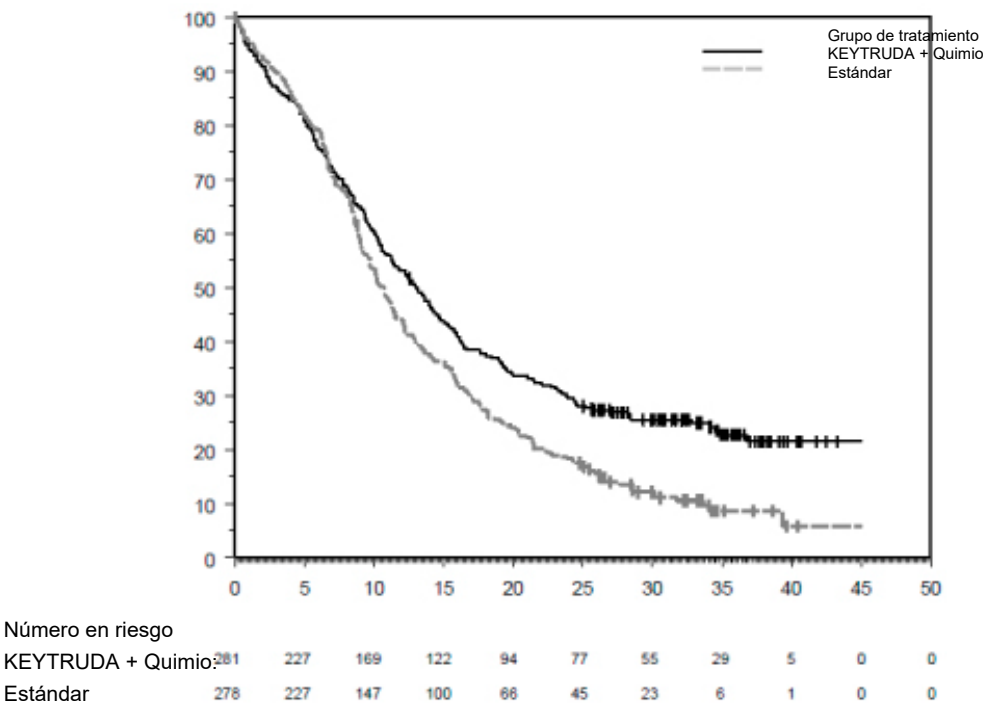 Grupo de tratamiento
KEYTRUDA + Quimio
Estándar
100
90
80
70
60
50
40
30
20
10
0
0 5 10 15 20 25 30 35 40 45 50
Número en riesgo
KEYTRUDA + Quimio: 281 227 169 122 94 77 55 29 5 0 0
Estándar 278 227 147 100 66 45 23 6 1 0 0